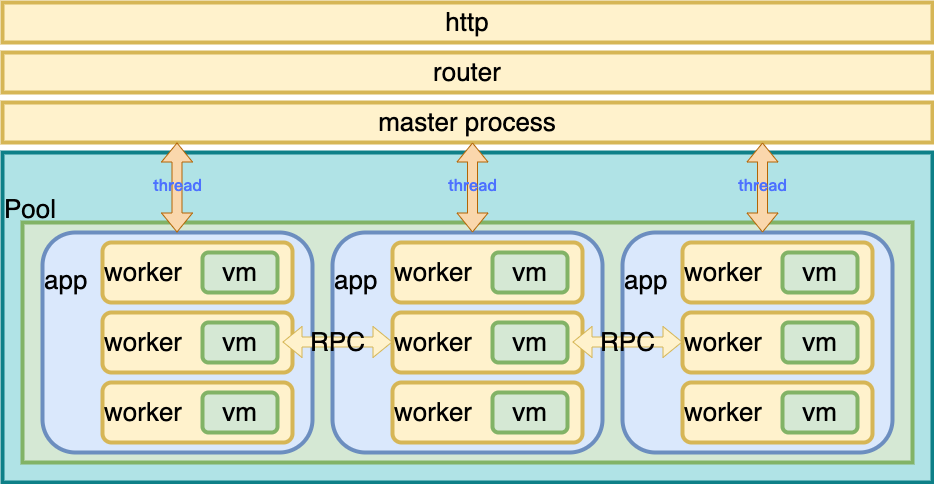 http
router
master process
thread thread thread
Pool
app worker vm app worker vm app worker vm
worker vm RPC worker vm RPC worker vm
worker vm worker vm worker vm